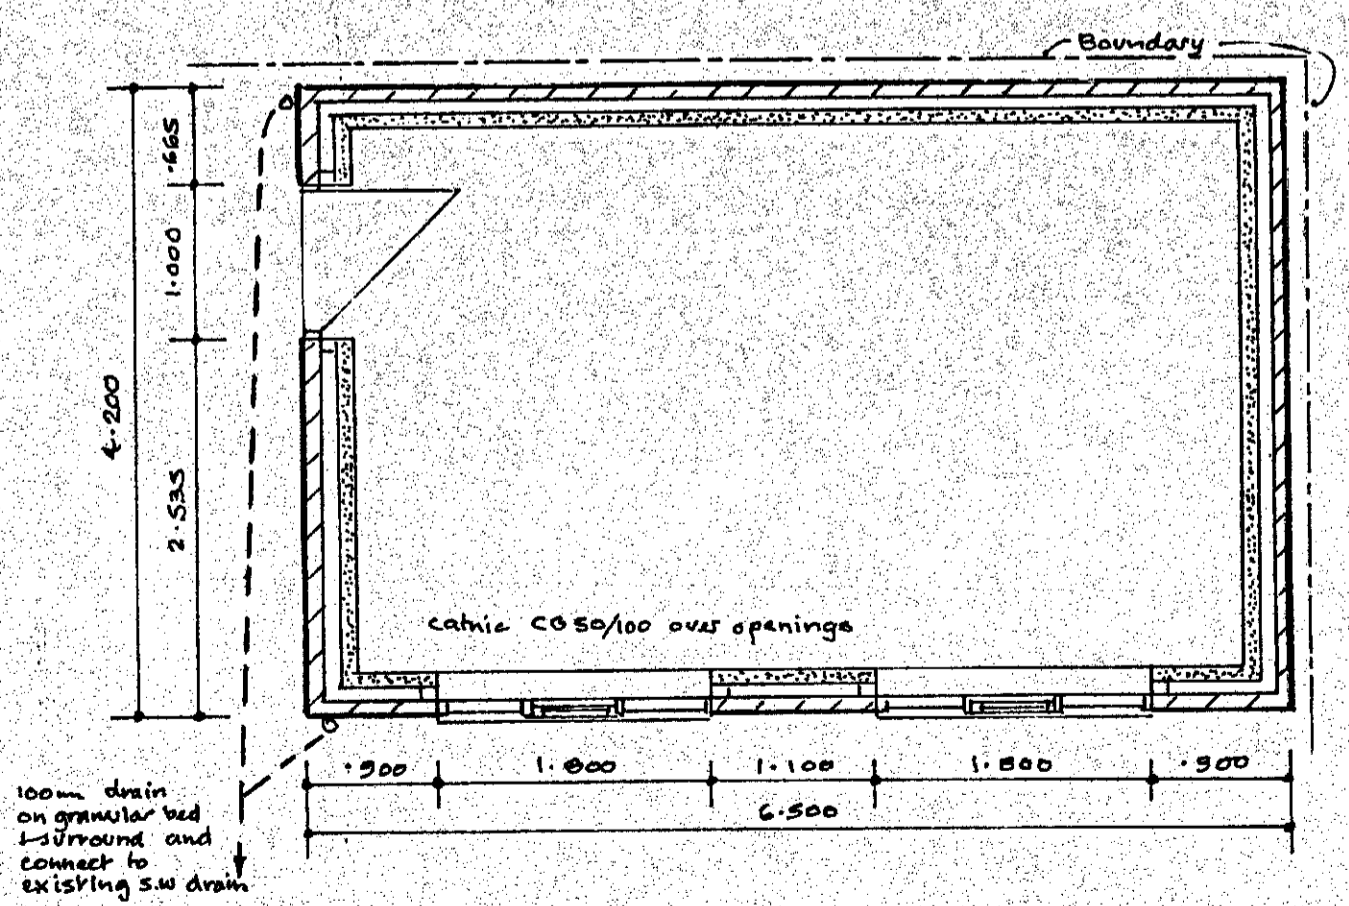 Boundary
.665
1.000
4.200
2.535
catnic CG50/100 over openings
.900
1.800
1.100
1.800
.900
6.500
100mm drain
on granular bed
+ surround and
connect to
existing s.w drain